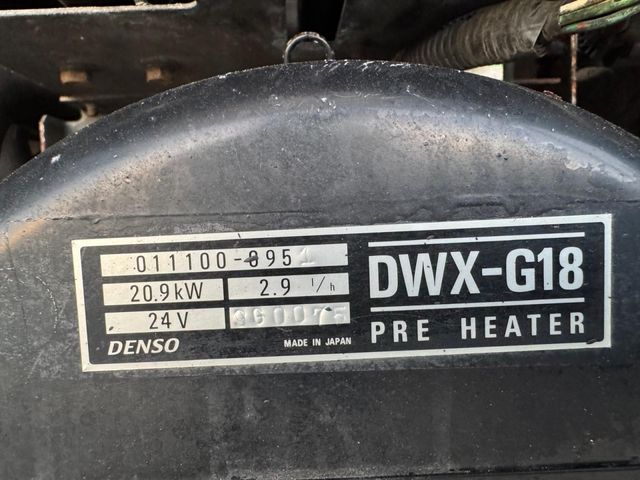 011100-8951
20.9kW 2.9 l/h
24V
DENSO MADE IN JAPAN
DWX-G18
PRE HEATER